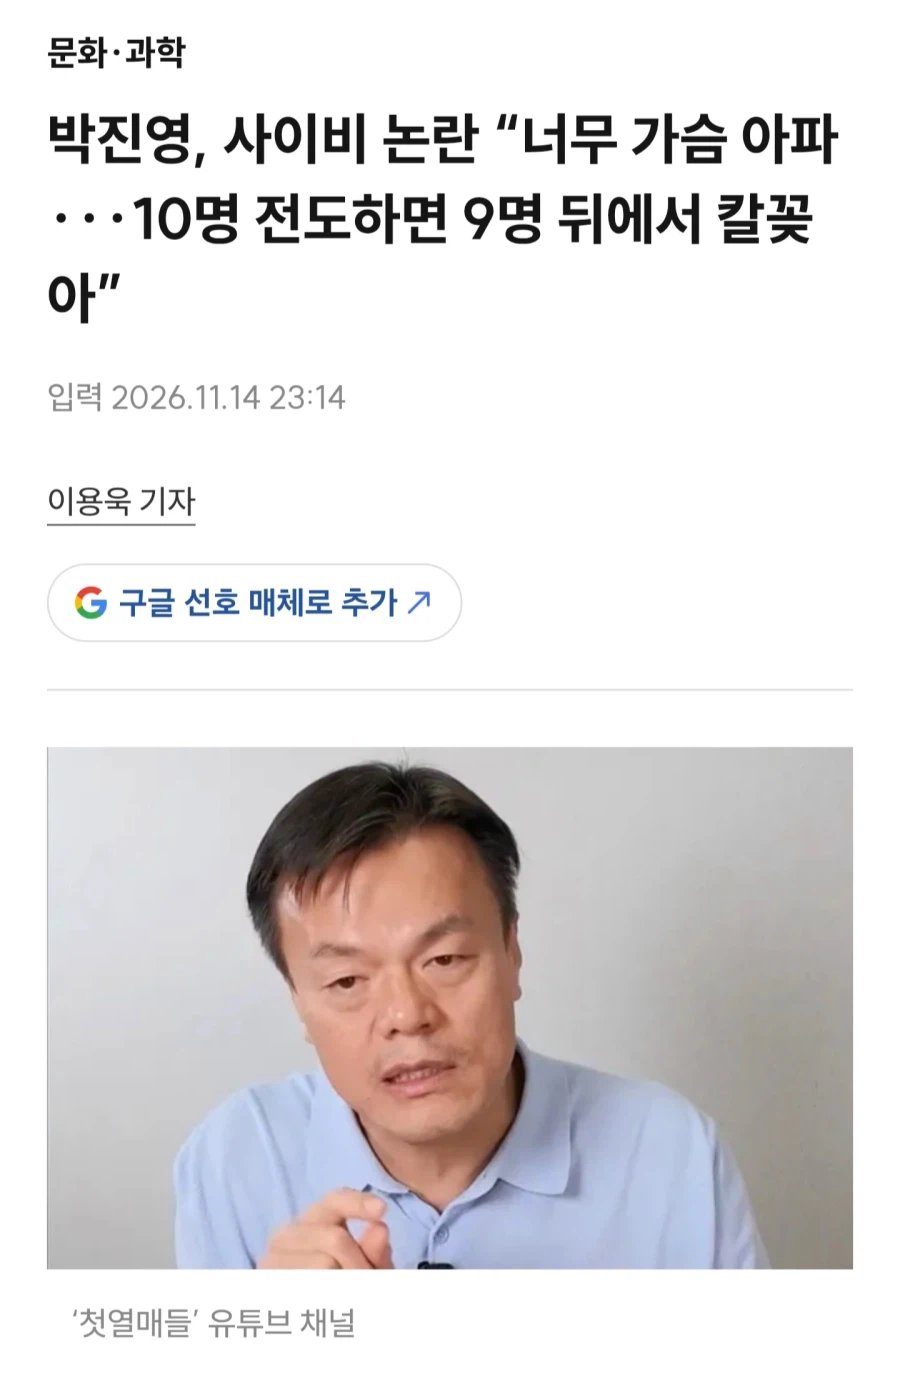 문화·과학
박진영, 사이비 논란 “너무 가슴 아파
···10명 전도하면 9명 뒤에서 칼꽂
아”
입력 2026.11.14 23:14
이용욱 기자
G 구글 선호 매체로 추가 ↗
‘첫열매들’ 유튜브 채널